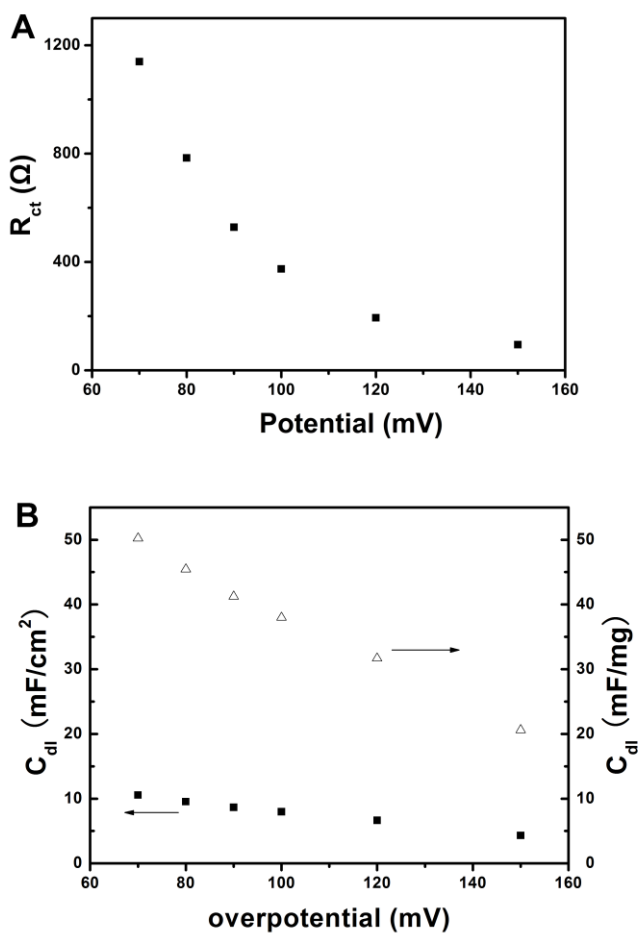 A
1200
800
400
0
R_ct (Ω)
60 80 100 120 140 160
Potential (mV)
B
50 50
40 40
30 30
20 20
10 10
0 0
C_dl (mF/cm²)
C_dl (mF/mg)
60 80 100 120 140 160
overpotential (mV)